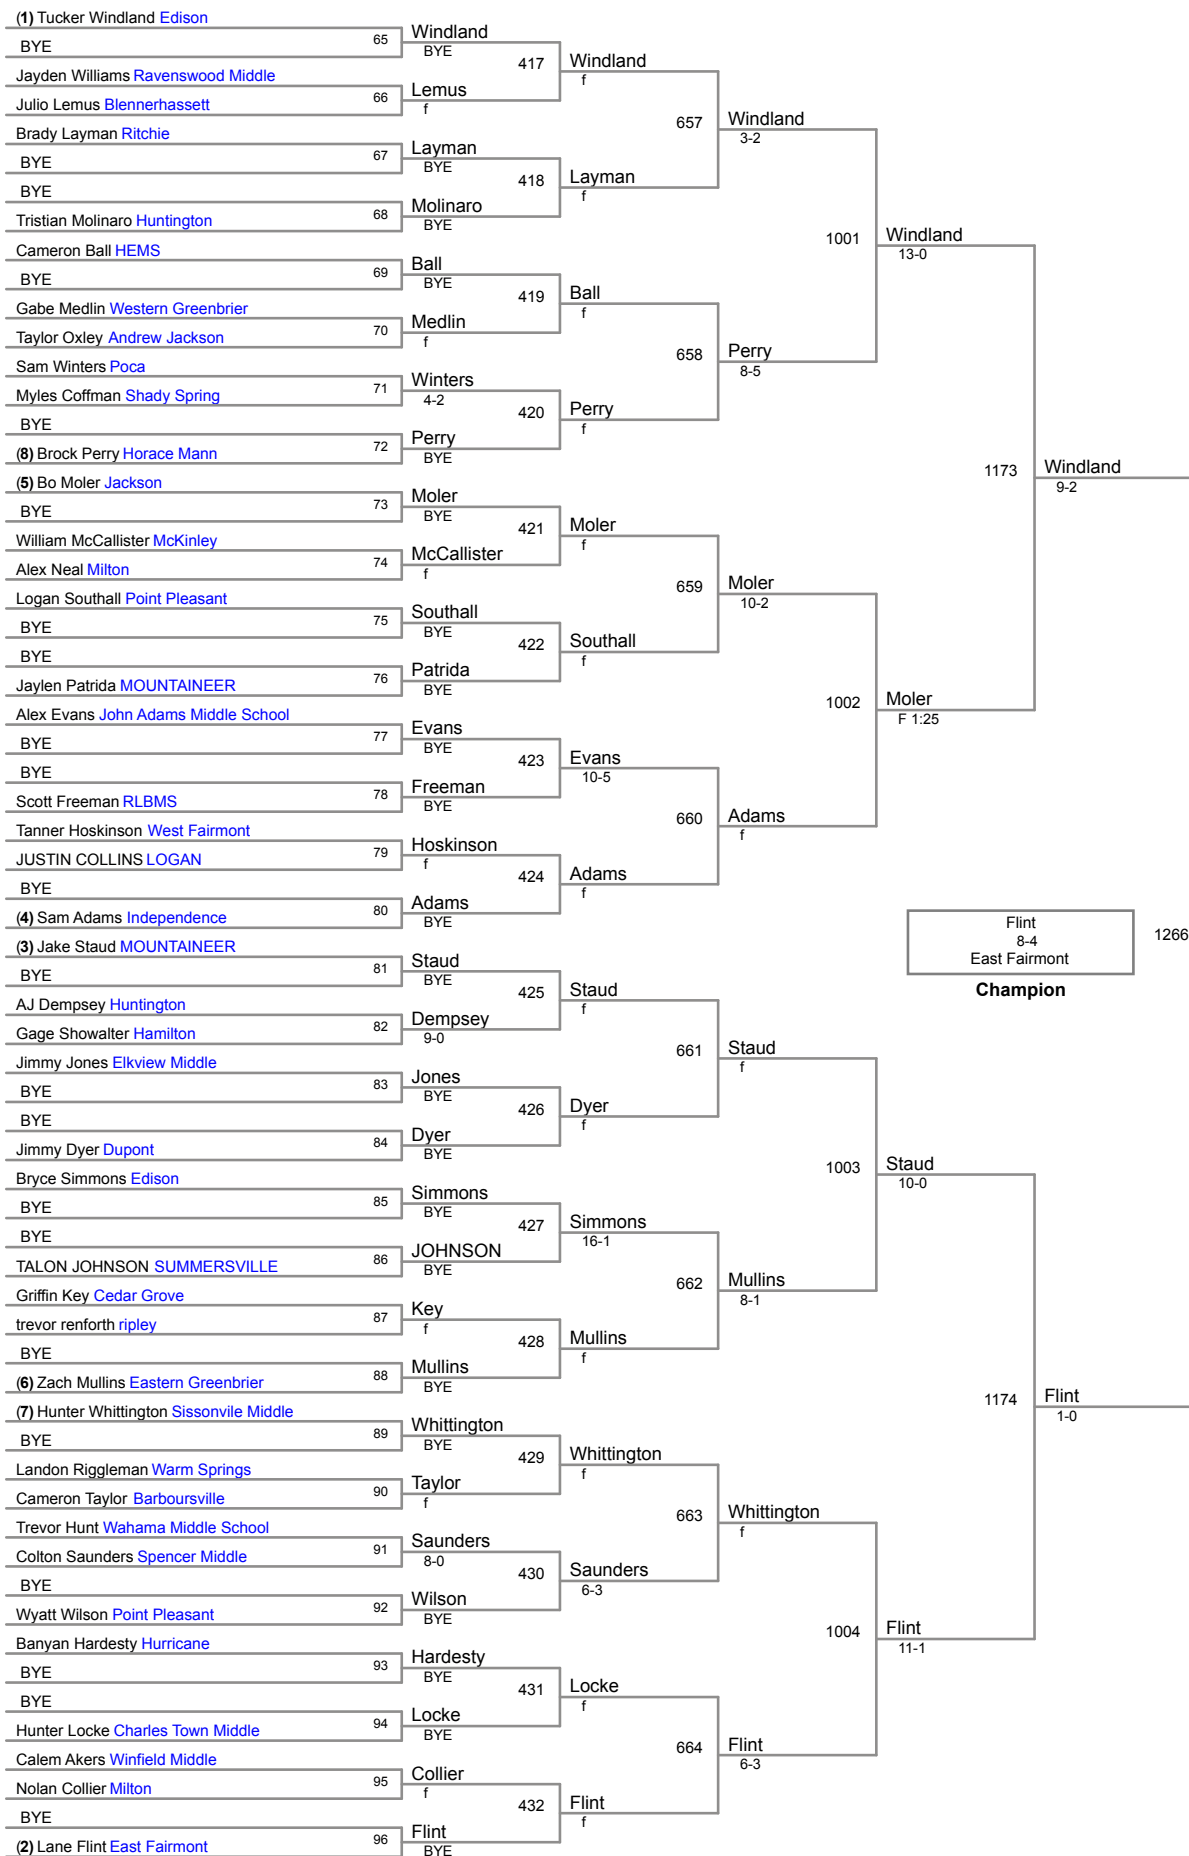 (1) Tucker Windland Edison
BYE
Jayden Williams Ravenswood Middle
Julio Lemus Blennerhassett
Brady Layman Ritchie
BYE
BYE
Tristian Molinaro Huntington
Cameron Ball HEMS
BYE
Gabe Medlin Western Greenbrier
Taylor Oxley Andrew Jackson
Sam Winters Poca
Myles Coffman Shady Spring
BYE
(8) Brock Perry Horace Mann
(5) Bo Moler Jackson
BYE
William McCallister McKinley
Alex Neal Milton
Logan Southall Point Pleasant
BYE
BYE
Jaylen Patrida MOUNTAINEER
Alex Evans John Adams Middle School
BYE
BYE
Scott Freeman RLBMS
Tanner Hoskinson West Fairmont
JUSTIN COLLINS LOGAN
BYE
(4) Sam Adams Independence
(3) Jake Staud MOUNTAINEER
BYE
AJ Dempsey Huntington
Gage Showalter Hamilton
Jimmy Jones Elkview Middle
BYE
BYE
Jimmy Dyer Dupont
Bryce Simmons Edison
BYE
BYE
TALON JOHNSON SUMMERSVILLE
Griffin Key Cedar Grove
trevor renforth ripley
BYE
(6) Zach Mullins Eastern Greenbrier
(7) Hunter Whittington Sissonvile Middle
BYE
Landon Riggleman Warm Springs
Cameron Taylor Barboursville
Trevor Hunt Wahama Middle School
Colton Saunders Spencer Middle
BYE
Wyatt Wilson Point Pleasant
Banyan Hardesty Hurricane
BYE
BYE
Hunter Locke Charles Town Middle
Calem Akers Winfield Middle
Nolan Collier Milton
BYE
(2) Lane Flint East Fairmont
65
Windland
BYE
66
Lemus
f
67
Layman
BYE
68
Molinaro
BYE
69
Ball
BYE
70
Medlin
f
71
Winters
4-2
72
Perry
BYE
73
Moler
BYE
74
McCallister
f
75
Southall
BYE
76
Patrida
BYE
77
Evans
BYE
78
Freeman
BYE
79
Hoskinson
f
80
Adams
BYE
81
Staud
BYE
82
Dempsey
9-0
83
Jones
BYE
84
Dyer
BYE
85
Simmons
BYE
86
JOHNSON
BYE
87
Key
f
88
Mullins
BYE
89
Whittington
BYE
90
Taylor
f
91
Saunders
8-0
92
Wilson
BYE
93
Hardesty
BYE
94
Locke
BYE
95
Collier
f
96
Flint
BYE
417
Windland
f
418
Layman
f
419
Ball
f
420
Perry
f
421
Moler
f
422
Southall
f
423
Evans
10-5
424
Adams
f
425
Staud
f
426
Dyer
f
427
Simmons
16-1
428
Mullins
f
429
Whittington
f
430
Saunders
6-3
431
Locke
f
432
Flint
f
657
Windland
3-2
658
Perry
8-5
659
Moler
10-2
660
Adams
f
661
Staud
f
662
Mullins
8-1
663
Whittington
f
664
Flint
6-3
1001
Windland
13-0
1002
Moler
F 1:25
1003
Staud
10-0
1004
Flint
11-1
1173
Windland
9-2
1174
Flint
1-0
Flint
8-4
East Fairmont
1266
Champion